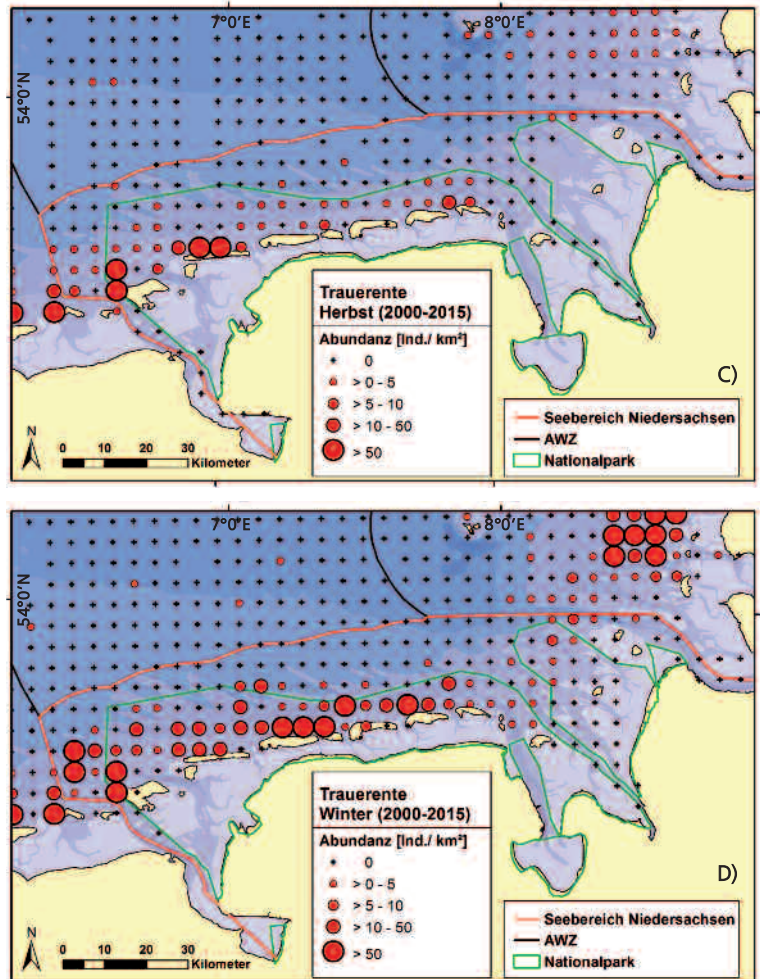 7°0'E
8°0'E
54°0'N
Trauerente
Herbst (2000-2015)
Abundanz [Ind./ km²]
0
> 0 - 5
> 5 - 10
> 10 - 50
> 50
C)
Seebereich Niedersachsen
AWZ
Nationalpark
N
0 10 20 30
Kilometer
7°0'E
8°0'E
54°0'N
Trauerente
Winter (2000-2015)
Abundanz [Ind./ km²]
0
> 0 - 5
> 5 - 10
> 10 - 50
> 50
D)
Seebereich Niedersachsen
AWZ
Nationalpark
N
0 10 20 30
Kilometer